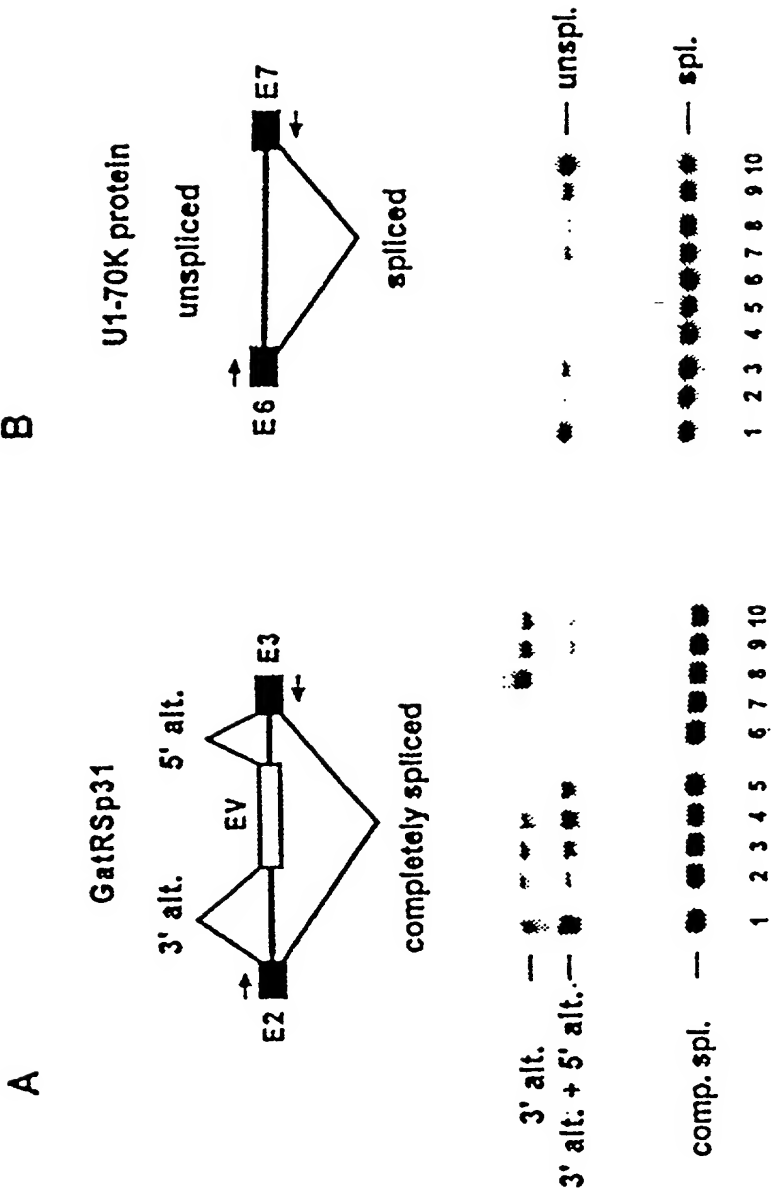 A
GatRSp31
3' alt.
5' alt.
EV
E2
E3
completely spliced
3' alt.
3' alt. + 5' alt.
comp. spl.
1 2 3 4 5 6 7 8 9 10
B
U1-70K protein
unspliced
E6
E7
spliced
unspl.
spl.
1 2 3 4 5 6 7 8 9 10